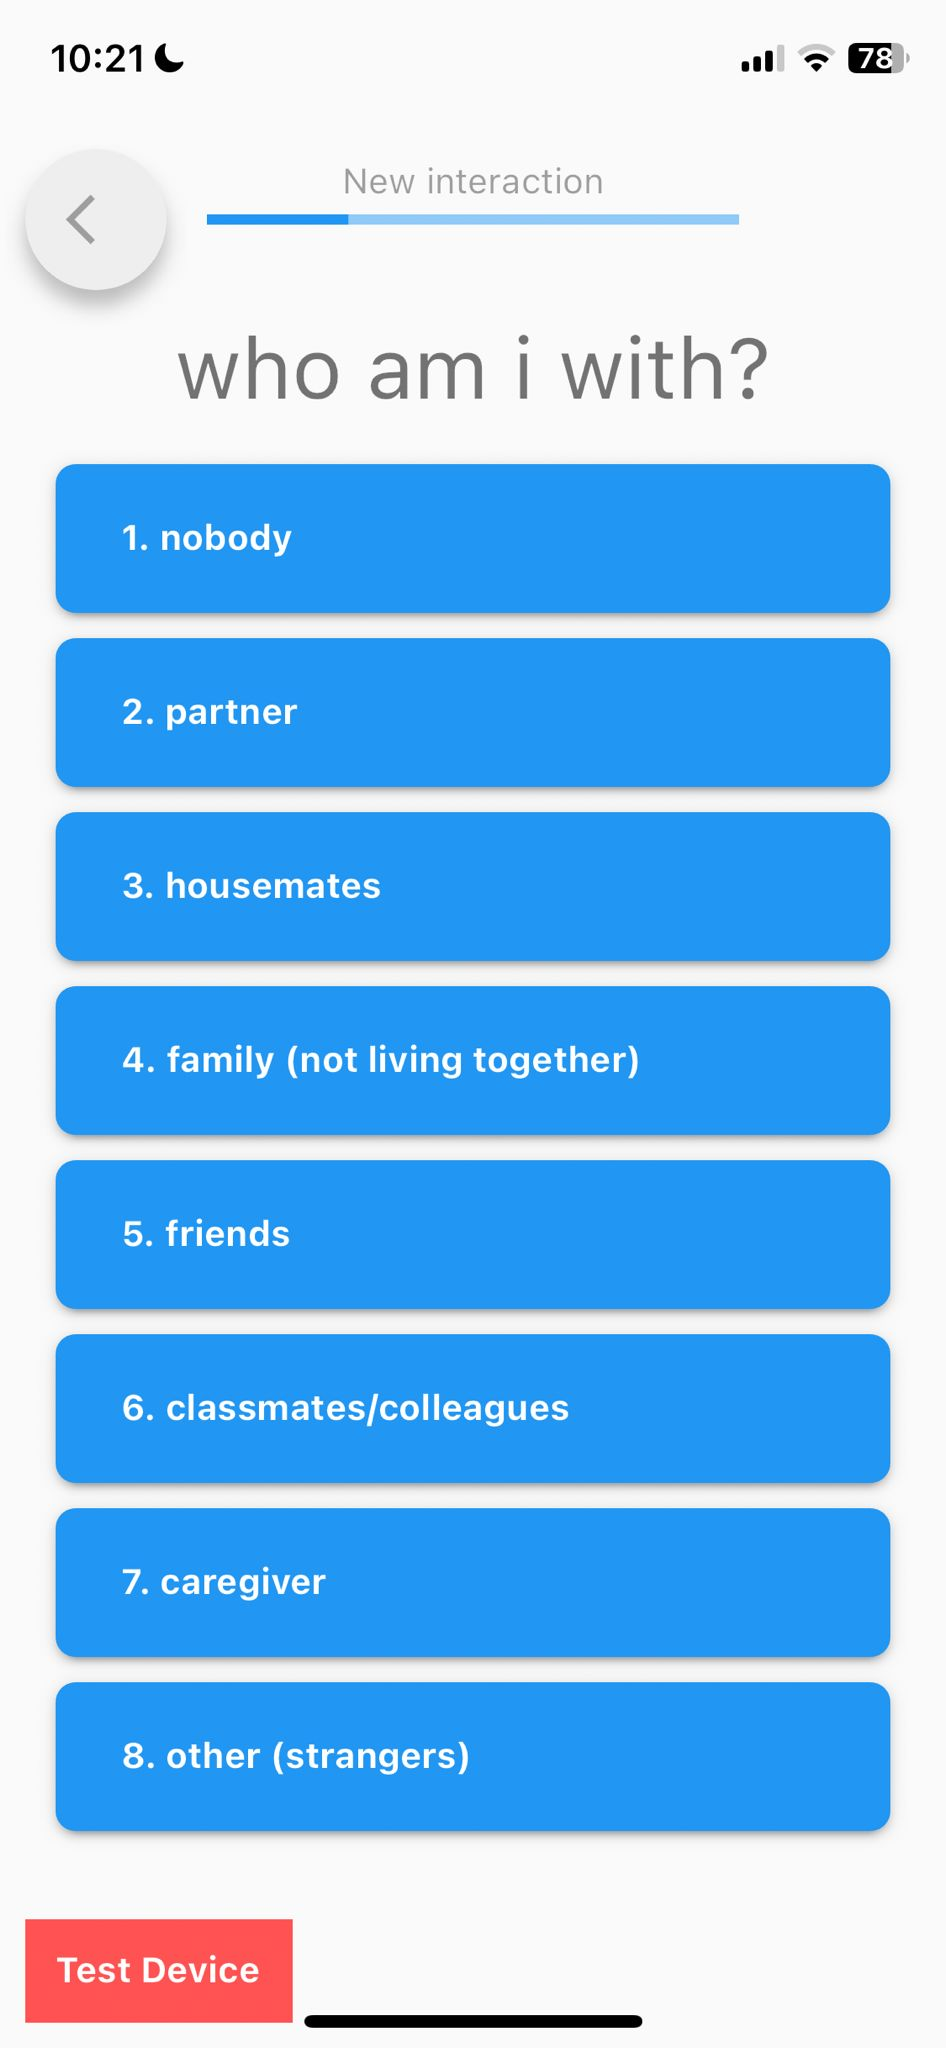 10:21
78
New interaction
who am i with?
1. nobody
2. partner
3. housemates
4. family (not living together)
5. friends
6. classmates/colleagues
7. caregiver
8. other (strangers)
Test Device